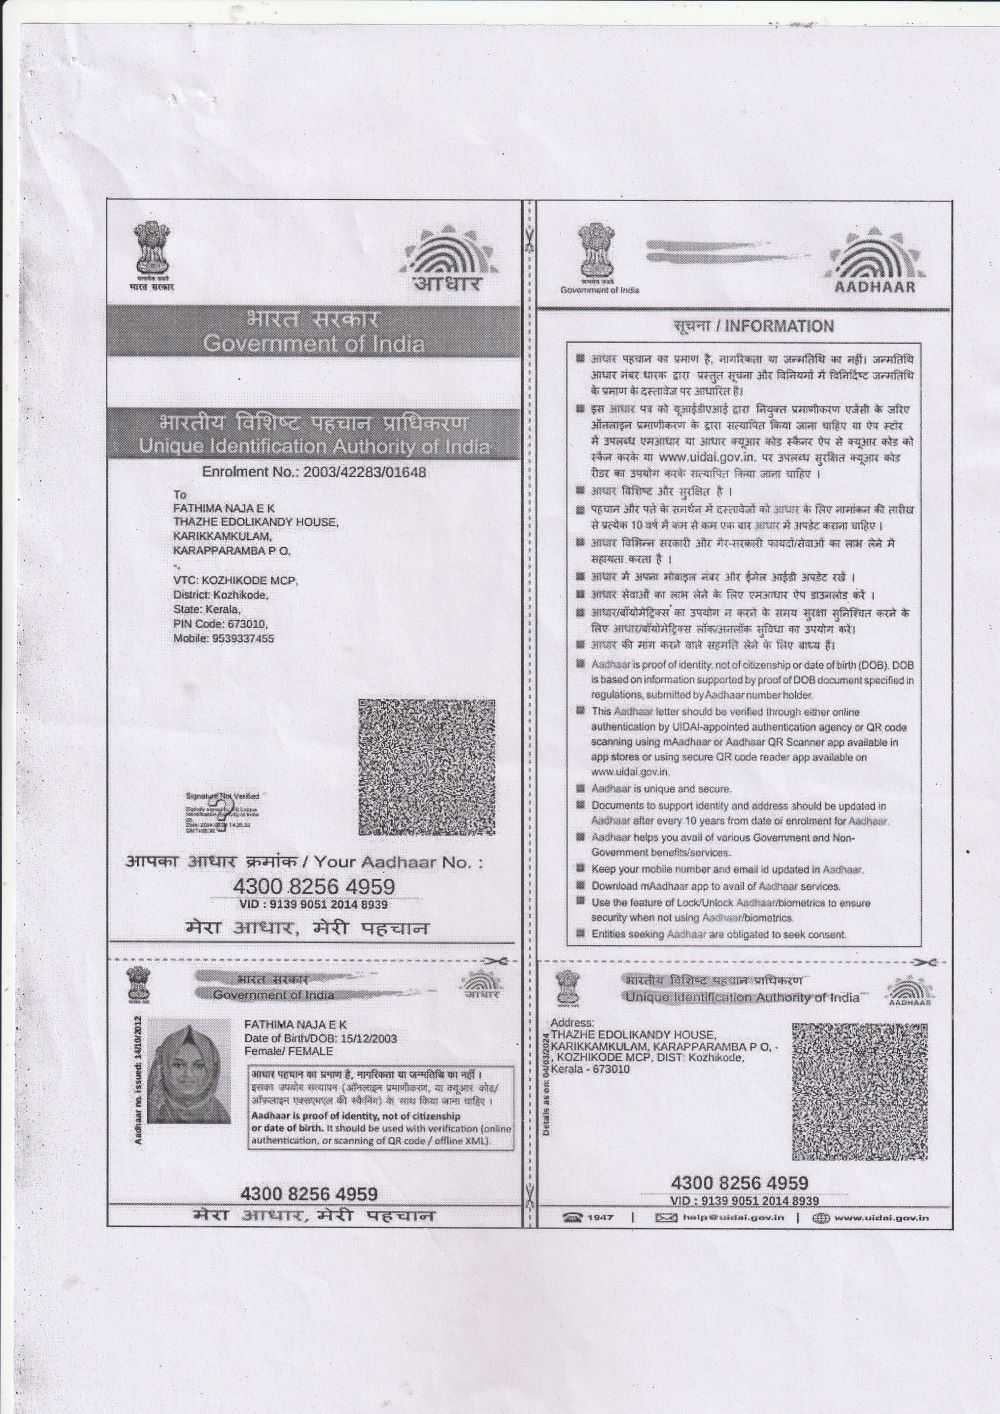 भारत सरकार
आधार
भारत सरकार
Government of India
भारतीय विशिष्ट पहचान प्राधिकरण
Unique Identification Authority of India
Enrolment No.: 2003/42283/01648
To
FATHIMA NAJA E K
THAZHE EDOLIKANDY HOUSE,
KARIKKAMKULAM,
KARAPPARAMBA P O,
-,
VTC: KOZHIKODE MCP,
District: Kozhikode,
State: Kerala,
PIN Code: 673010,
Mobile: 9539337455
Signature Not Verified
आपका आधार क्रमांक / Your Aadhaar No. :
4300 8256 4959
VID : 9139 9051 2014 8939
मेरा आधार, मेरी पहचान
Government of India
AADHAAR
सूचना / INFORMATION
आधार पहचान का प्रमाण है, नागरिकता या जन्मतिथि का नहीं। जन्मतिथि
आधार नंबर धारक द्वारा प्रस्तुत सूचना और विनियमों में विनिर्दिष्ट जन्मतिथि
के प्रमाण के दस्तावेज पर आधारित है।
इस आधार पत्र को यूआईडीएआई द्वारा नियुक्त प्रमाणीकरण एजेंसी के जरिए
ऑनलाइन प्रमाणीकरण के द्वारा सत्यापित किया जाना चाहिए या ऐप स्टोर
में उपलब्ध एमआधार या आधार क्यूआर कोड स्कैनर ऐप से क्यूआर कोड को
स्कैन करके या www.uidai.gov.in. पर उपलब्ध सुरक्षित क्यूआर कोड
रीडर का उपयोग करके सत्यापित किया जाना चाहिए ।
आधार विशिष्ट और सुरक्षित है ।
पहचान और पते के समर्थन में दस्तावेजों को आधार के लिए नामांकन की तारीख
से प्रत्येक 10 वर्ष में कम से कम एक बार आधार में अपडेट कराना चाहिए ।
आधार विभिन्न सरकारी और गैर-सरकारी फायदों/सेवाओं का लाभ लेने में
सहायता करता है ।
आधार में अपना मोबाइल नंबर और ईमेल आईडी अपडेट रखें ।
आधार सेवाओं का लाभ लेने के लिए एमआधार ऐप डाउनलोड करें ।
आधार/बॉयोमेट्रिक्स का उपयोग न करने के समय सुरक्षा सुनिश्चित करने के
लिए आधार/बॉयोमेट्रिक्स लॉक/अनलॉक सुविधा का उपयोग करें।
आधार की मांग करने वाले सहमति लेने के लिए बाध्य हैं।
Aadhaar is proof of identity, not of citizenship or date of birth (DOB). DOB
is based on information supported by proof of DOB document specified in
regulations, submitted by Aadhaar number holder.
This Aadhaar letter should be verified through either online
authentication by UIDAI-appointed authentication agency or QR code
scanning using mAadhaar or Aadhaar QR Scanner app available in
app stores or using secure QR code reader app available on
www.uidai.gov.in.
Aadhaar is unique and secure.
Documents to support identity and address should be updated in
Aadhaar after every 10 years from date of enrolment for Aadhaar.
Aadhaar helps you avail of various Government and Non-
Government benefits/services.
Keep your mobile number and email id updated in Aadhaar.
Download mAadhaar app to avail of Aadhaar services.
Use the feature of Lock/Unlock Aadhaar/biometrics to ensure
security when not using Aadhaar/biometrics.
Entities seeking Aadhaar are obligated to seek consent.
भारत सरकार
Government of India
आधार
Aadhaar no. issued: 14/10/2012
FATHIMA NAJA E K
Date of Birth/DOB: 15/12/2003
Female/ FEMALE
आधार पहचान का प्रमाण है, नागरिकता या जन्मतिथि का नहीं ।
इसका उपयोग सत्यापन (ऑनलाइन प्रमाणीकरण, या क्यूआर कोड/
ऑफ़लाइन एक्सएमएल की स्कैनिंग) के साथ किया जाना चाहिए ।
Aadhaar is proof of identity, not of citizenship
or date of birth. It should be used with verification (online
authentication, or scanning of QR code / offline XML).
4300 8256 4959
मेरा आधार, मेरी पहचान
भारतीय विशिष्ट पहचान प्राधिकरण
Unique Identification Authority of India
AADHAAR
Details as on: 04/03/2024
Address:
THAZHE EDOLIKANDY HOUSE,
KARIKKAMKULAM, KARAPPARAMBA P O, -
, KOZHIKODE MCP, DIST: Kozhikode,
Kerala - 673010
4300 8256 4959
VID : 9139 9051 2014 8939
1947 | help@uidai.gov.in | www.uidai.gov.in